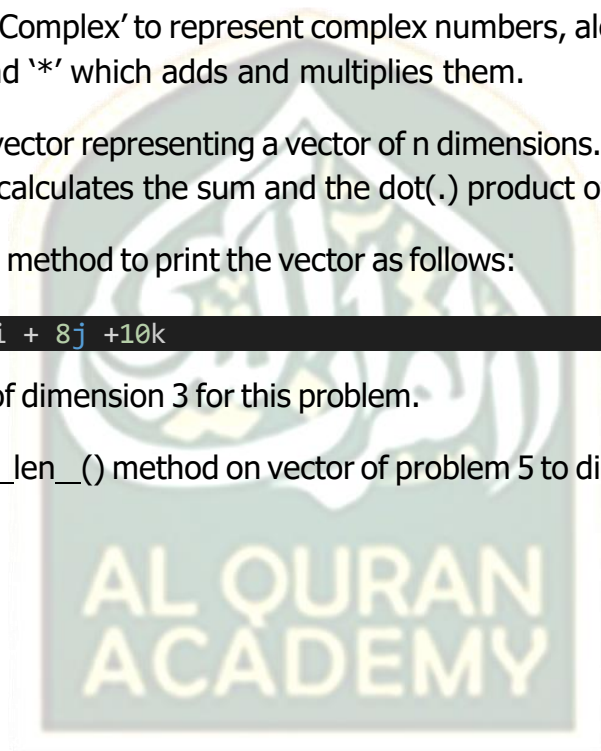 Complex’ to represent complex numbers, al
d ‘*’ which adds and multiplies them.
vector representing a vector of n dimensions.
calculates the sum and the dot(.) product o
method to print the vector as follows:
i + 8j +10k
of dimension 3 for this problem.
_len_() method on vector of problem 5 to di
AL QURAN
ACADEMY